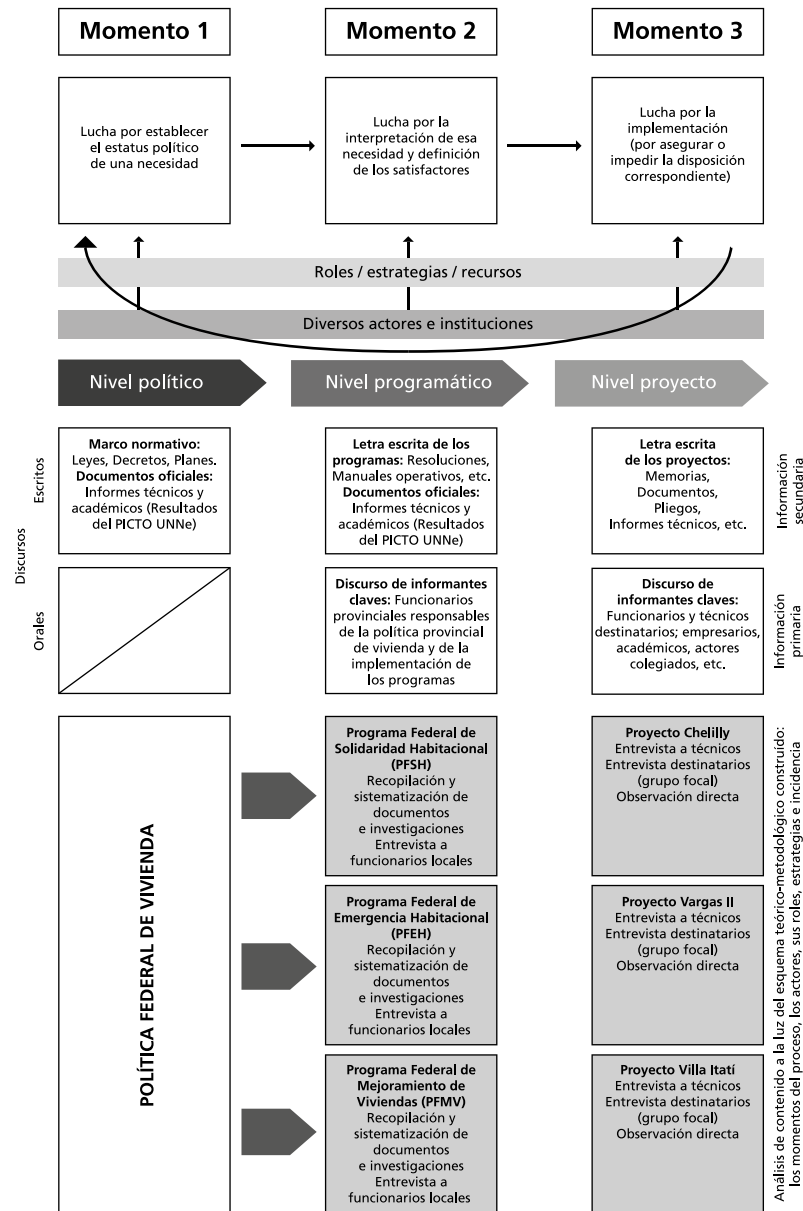 Momento 1
Momento 2
Momento 3
Lucha por establecer
el estatus político
de una necesidad
Lucha por la
interpretación de esa
necesidad y definición
de los satisfactores
Lucha por la
implementación
(por asegurar o
impedir la disposición
correspondiente)
Roles / estrategias / recursos
Diversos actores e instituciones
Nivel político
Nivel programático
Nivel proyecto
Discursos
Escritos
Marco normativo:
Leyes, Decretos, Planes.
Documentos oficiales:
Informes técnicos y
académicos (Resultados
del PICTO UNNe)
Letra escrita de los
programas: Resoluciones,
Manuales operativos, etc.
Documentos oficiales:
Informes técnicos y
académicos (Resultados
del PICTO UNNe)
Letra escrita
de los proyectos:
Memorias,
Documentos,
Pliegos,
Informes técnicos, etc.
Información
secundaria
Orales
Discurso de informantes
claves: Funcionarios
provinciales responsables
de la política provincial
de vivienda y de la
implementación de
los programas
Discurso de
informantes claves:
Funcionarios y técnicos
destinatarios; empresarios,
académicos, actores
colegiados, etc.
Información
primaria
POLÍTICA FEDERAL DE VIVIENDA
Programa Federal de
Solidaridad Habitacional
(PFSH)
Recopilación y
sistematización de
documentos
e investigaciones
Entrevista a
funcionarios locales
Proyecto Chelilly
Entrevista a técnicos
Entrevista destinatarios
(grupo focal)
Observación directa
Programa Federal de
Emergencia Habitacional
(PFEH)
Recopilación y
sistematización de
documentos
e investigaciones
Entrevista a
funcionarios locales
Proyecto Vargas II
Entrevista a técnicos
Entrevista destinatarios
(grupo focal)
Observación directa
Programa Federal de
Mejoramiento de
Viviendas (PFMV)
Recopilación y
sistematización de
documentos
e investigaciones
Entrevista a
funcionarios locales
Proyecto Villa Itatí
Entrevista a técnicos
Entrevista destinatarios
(grupo focal)
Observación directa
Análisis de contenido a la luz del esquema teórico-metodológico construído:
los momentos del proceso, los actores, sus roles, estrategias e incidencia